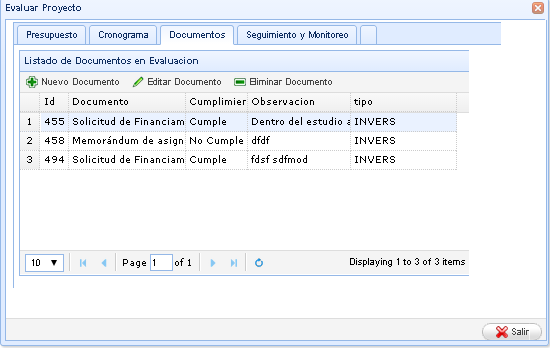 Evaluar Proyecto
Presupuesto Cronograma Documentos Seguimiento y Monitoreo
Listado de Documentos en Evaluacion
Nuevo Documento Editar Documento Eliminar Documento
Id Documento Cumplimier Observacion tipo
1 455 Solicitud de Financiam Cumple Dentro del estudio a INVERS
2 458 Memorándum de asign No Cumple dfdf INVERS
3 494 Solicitud de Financiam Cumple fdsf sdfmod INVERS
10 Page 1 of 1 Displaying 1 to 3 of 3 items
Salir